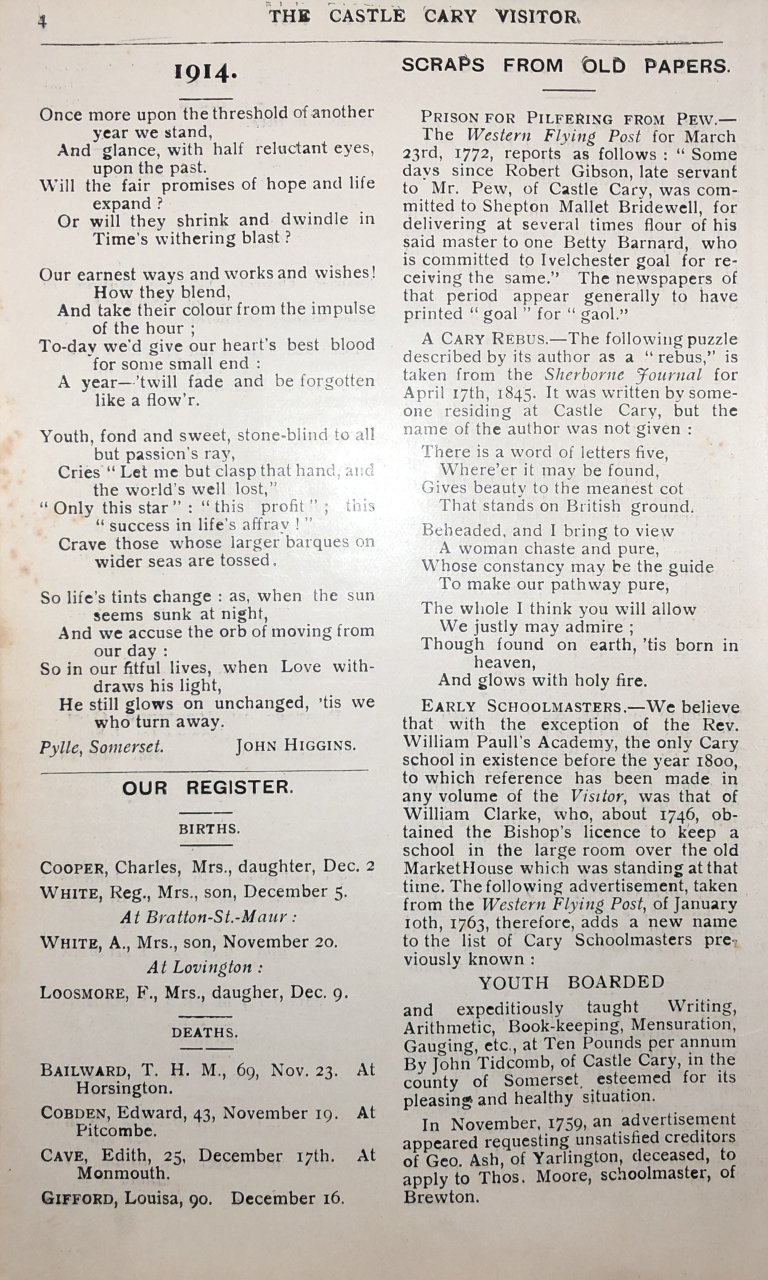 4
THE CASTLE CARY VISITOR.
1914.
Once more upon the threshold of another
year we stand,
And glance, with half reluctant eyes,
upon the past.
Will the fair promises of hope and life
expand ?
Or will they shrink and dwindle in
Time's withering blast ?
Our earnest ways and works and wishes!
How they blend,
And take their colour from the impulse
of the hour ;
To-day we'd give our heart's best blood
for some small end :
A year—'twill fade and be forgotten
like a flow'r.
Youth, fond and sweet, stone-blind to all
but passion's ray,
Cries " Let me but clasp that hand, and
the world's well lost,"
" Only this star " : " this profit " ; this
" success in life's affray ! "
Crave those whose larger barques on
wider seas are tossed.
So life's tints change : as, when the sun
seems sunk at night,
And we accuse the orb of moving from
our day :
So in our fitful lives, when Love with-
draws his light,
He still glows on unchanged, 'tis we
who turn away.
Pylle, Somerset. JOHN HIGGINS.
OUR REGISTER.
BIRTHS.
COOPER, Charles, Mrs., daughter, Dec. 2
WHITE, Reg., Mrs., son, December 5.
At Bratton-St.-Maur :
WHITE, A., Mrs., son, November 20.
At Lovington :
LOOSMORE, F., Mrs., daugher, Dec. 9.
DEATHS.
BAILWARD, T. H. M., 69, Nov. 23. At
Horsington.
COBDEN, Edward, 43, November 19. At
Pitcombe.
CAVE, Edith, 25, December 17th. At
Monmouth.
GIFFORD, Louisa, 90. December 16.
SCRAPS FROM OLD PAPERS.
PRISON FOR PILFERING FROM PEW.—
The Western Flying Post for March
23rd, 1772, reports as follows : " Some
days since Robert Gibson, late servant
to Mr. Pew, of Castle Cary, was com-
mitted to Shepton Mallet Bridewell, for
delivering at several times flour of his
said master to one Betty Barnard, who
is committed to Ivelchester goal for re-
ceiving the same." The newspapers of
that period appear generally to have
printed " goal " for " gaol."
A CARY REBUS.—The following puzzle
described by its author as a " rebus," is
taken from the Sherborne Journal for
April 17th, 1845. It was written by some-
one residing at Castle Cary, but the
name of the author was not given :
There is a word of letters five,
Where'er it may be found,
Gives beauty to the meanest cot
That stands on British ground.
Beheaded, and I bring to view
A woman chaste and pure,
Whose constancy may be the guide
To make our pathway pure,
The whole I think you will allow
We justly may admire ;
Though found on earth, 'tis born in
heaven,
And glows with holy fire.
EARLY SCHOOLMASTERS.—We believe
that with the exception of the Rev.
William Paull's Academy, the only Cary
school in existence before the year 1800,
to which reference has been made in
any volume of the Visitor, was that of
William Clarke, who, about 1746, ob-
tained the Bishop's licence to keep a
school in the large room over the old
MarketHouse which was standing at that
time. The following advertisement, taken
from the Western Flying Post, of January
10th, 1763, therefore, adds a new name
to the list of Cary Schoolmasters pre-
viously known :
YOUTH BOARDED
and expeditiously taught Writing,
Arithmetic, Book-keeping, Mensuration,
Gauging, etc., at Ten Pounds per annum
By John Tidcomb, of Castle Cary, in the
county of Somerset, esteemed for its
pleasing and healthy situation.
In November, 1759, an advertisement
appeared requesting unsatisfied creditors
of Geo. Ash, of Yarlington, deceased, to
apply to Thos. Moore, schoolmaster, of
Brewton.